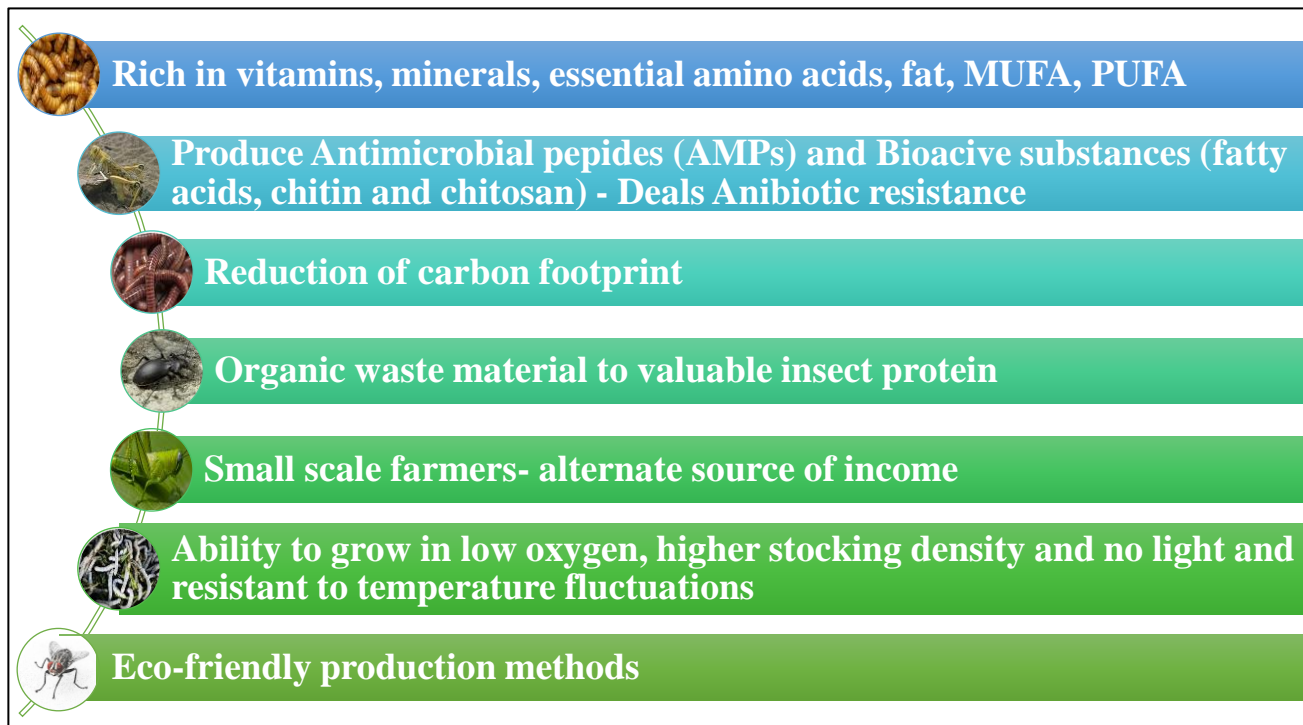 Rich in vitamins, minerals, essential amino acids, fat, MUFA, PUFA
Produce Antimicrobial pepides (AMPs) and Bioacive substances (fatty
acids, chitin and chitosan) - Deals Anibiotic resistance
Reduction of carbon footprint
Organic waste material to valuable insect protein
Small scale farmers- alternate source of income
Ability to grow in low oxygen, higher stocking density and no light and
resistant to temperature fluctuations
Eco-friendly production methods